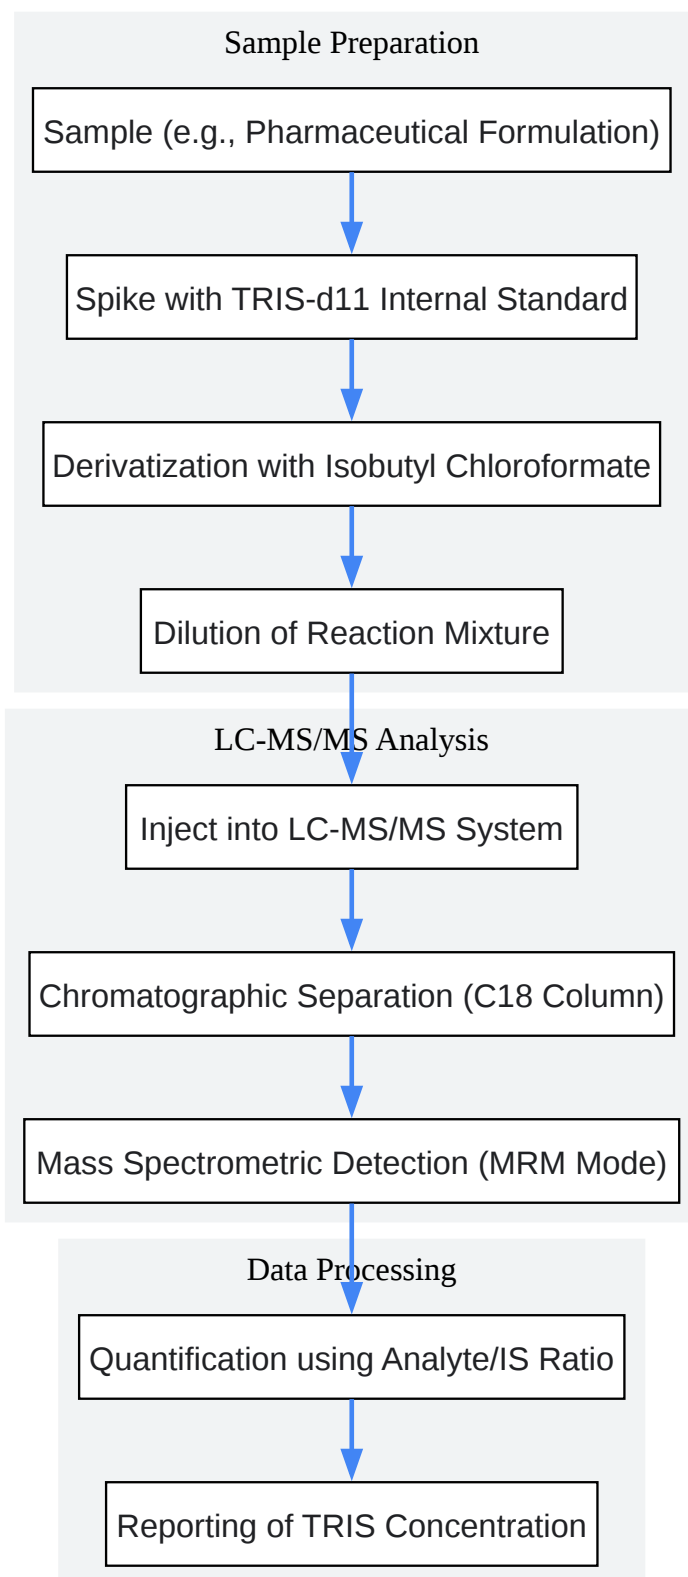 Sample Preparation
Sample (e.g., Pharmaceutical Formulation)
Spike with TRIS-d11 Internal Standard
Derivatization with Isobutyl Chloroformate
Dilution of Reaction Mixture
LC-MS/MS Analysis
Inject into LC-MS/MS System
Chromatographic Separation (C18 Column)
Mass Spectrometric Detection (MRM Mode)
Data Processing
Quantification using Analyte/IS Ratio
Reporting of TRIS Concentration